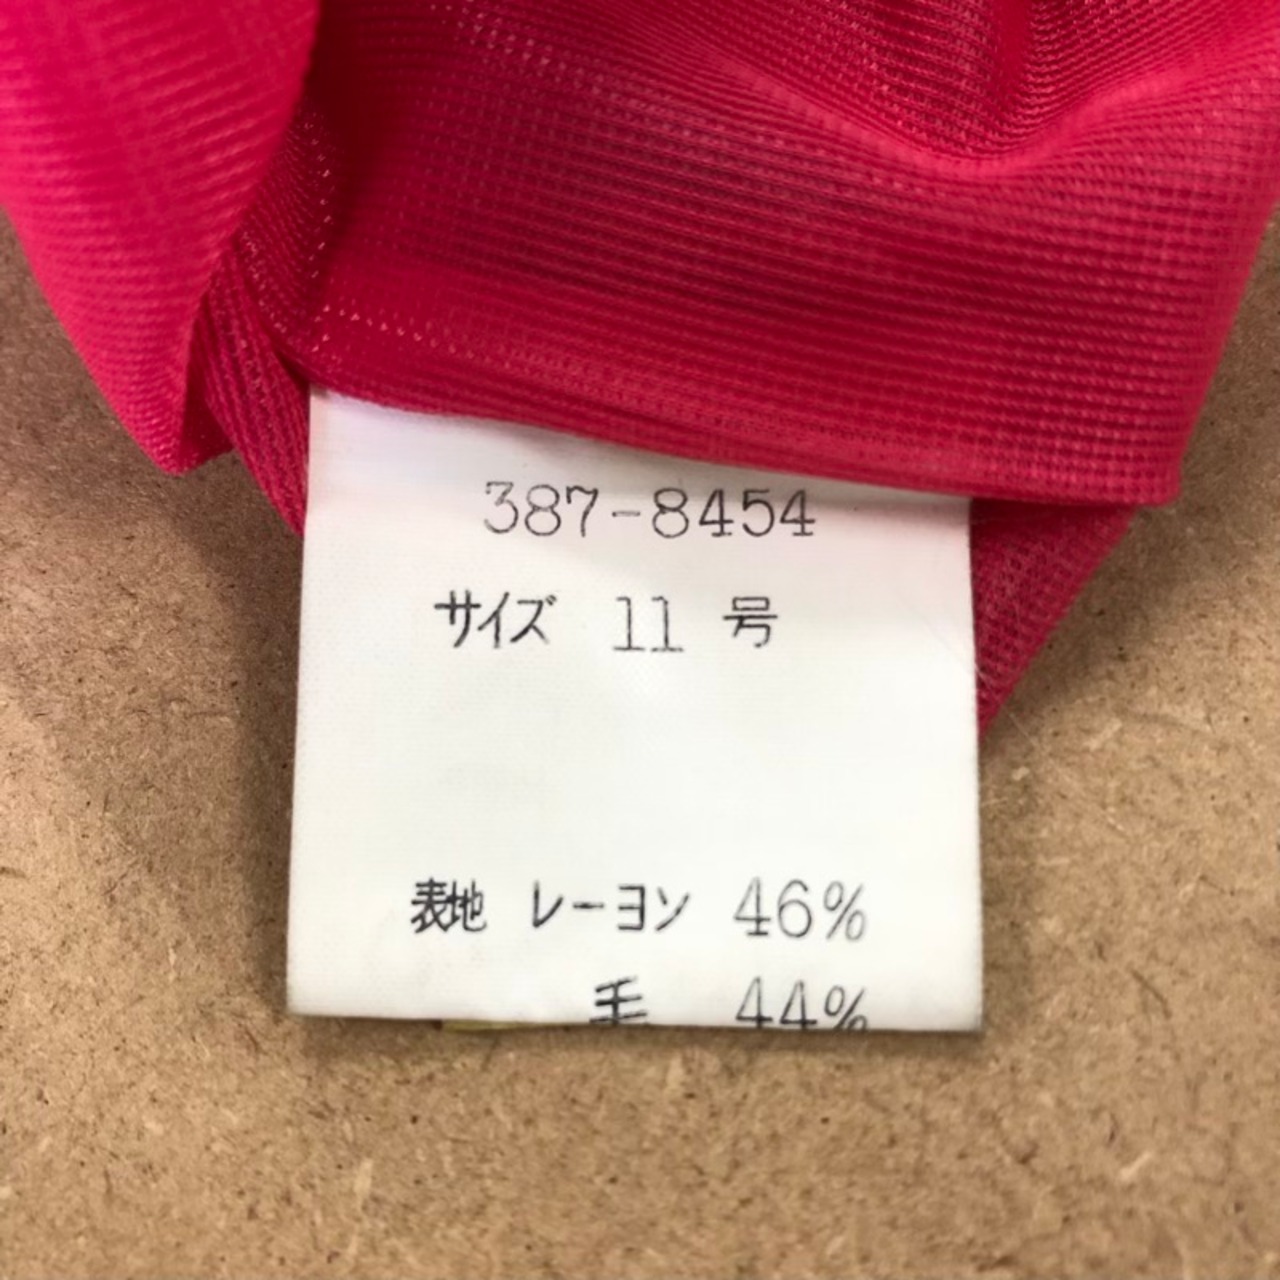 387-8454
サイズ 11 号
表地 レーヨン 46%
毛 44%